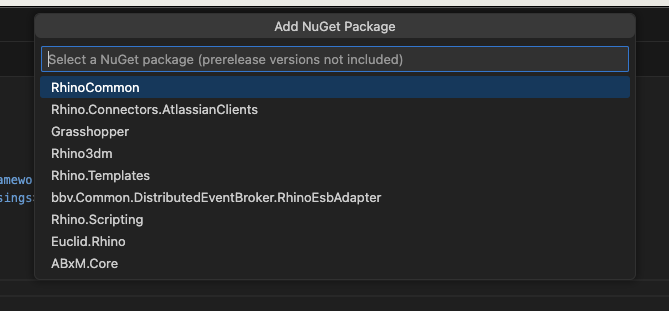 Add NuGet Package
Select a NuGet package (prerelease versions not included)
RhinoCommon
Rhino.Connectors.AtlassianClients
Grasshopper
Rhino3dm
Rhino.Templates
bbv.Common.DistributedEventBroker.RhinoEsbAdapter
Rhino.Scripting
Euclid.Rhino
ABxM.Core
amewo
sings